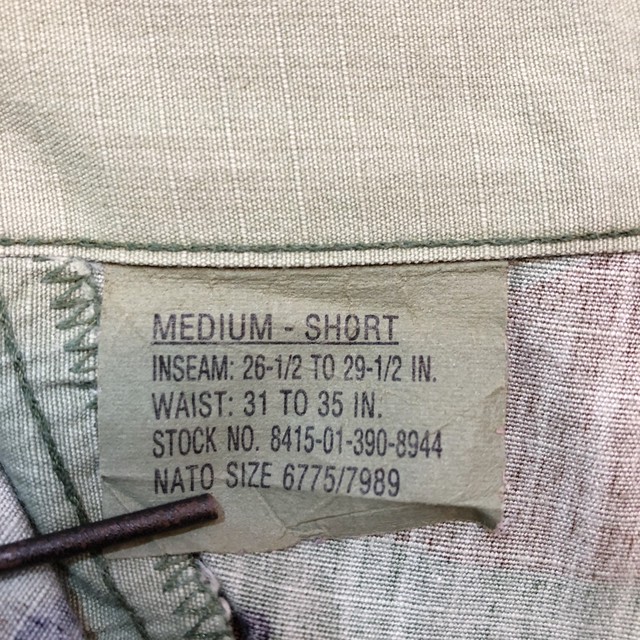 MEDIUM - SHORT
INSEAM: 26-1/2 TO 29-1/2 IN.
WAIST: 31 TO 35 IN.
STOCK NO. 8415-01-390-8944
NATO SIZE 6775/7989